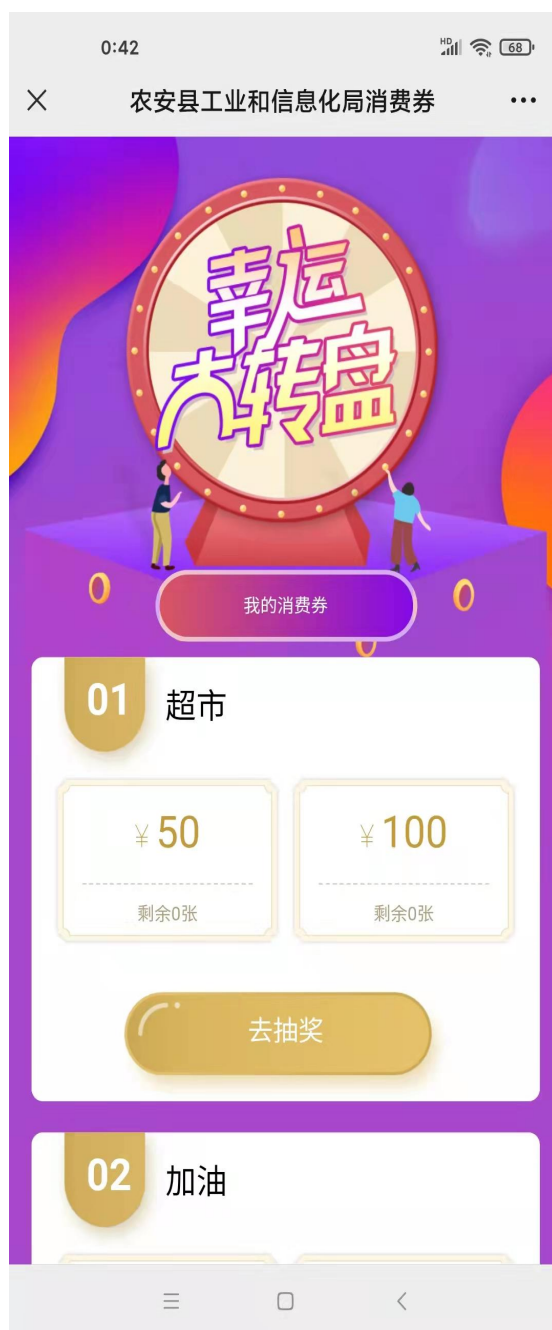 0:42
HD
68
农安县工业和信息化局消费券
幸运
大转盘
我的消费券
01 超市
¥50 ¥100
剩余0张 剩余0张
去抽奖
02 加油